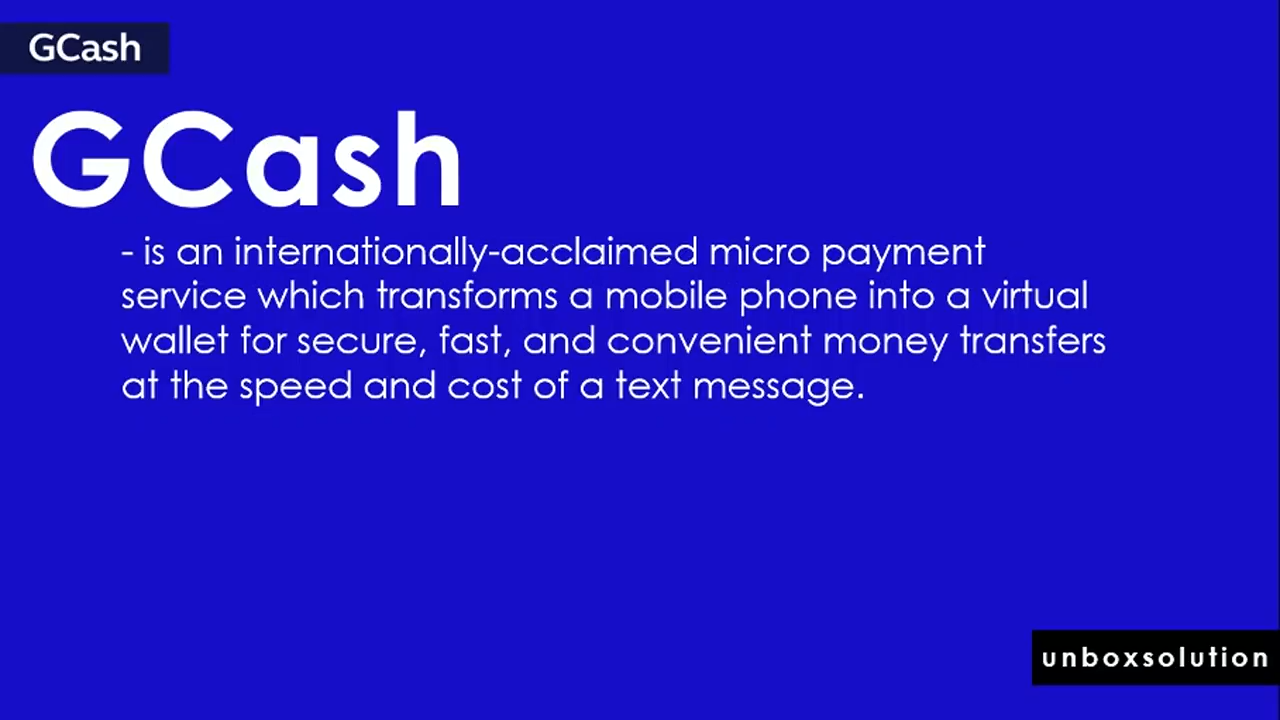 GCash
GCash
- is an internationally-acclaimed micro payment
service which transforms a mobile phone into a virtual
wallet for secure, fast, and convenient money transfers
at the speed and cost of a text message.
unboxsolution